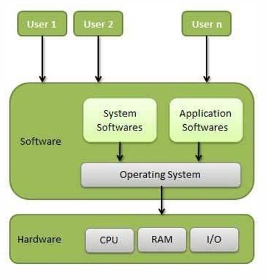 User 1
User 2
User n
System
Softwares
Application
Softwares
Software
Operating System
Hardware
CPU
RAM
I/O